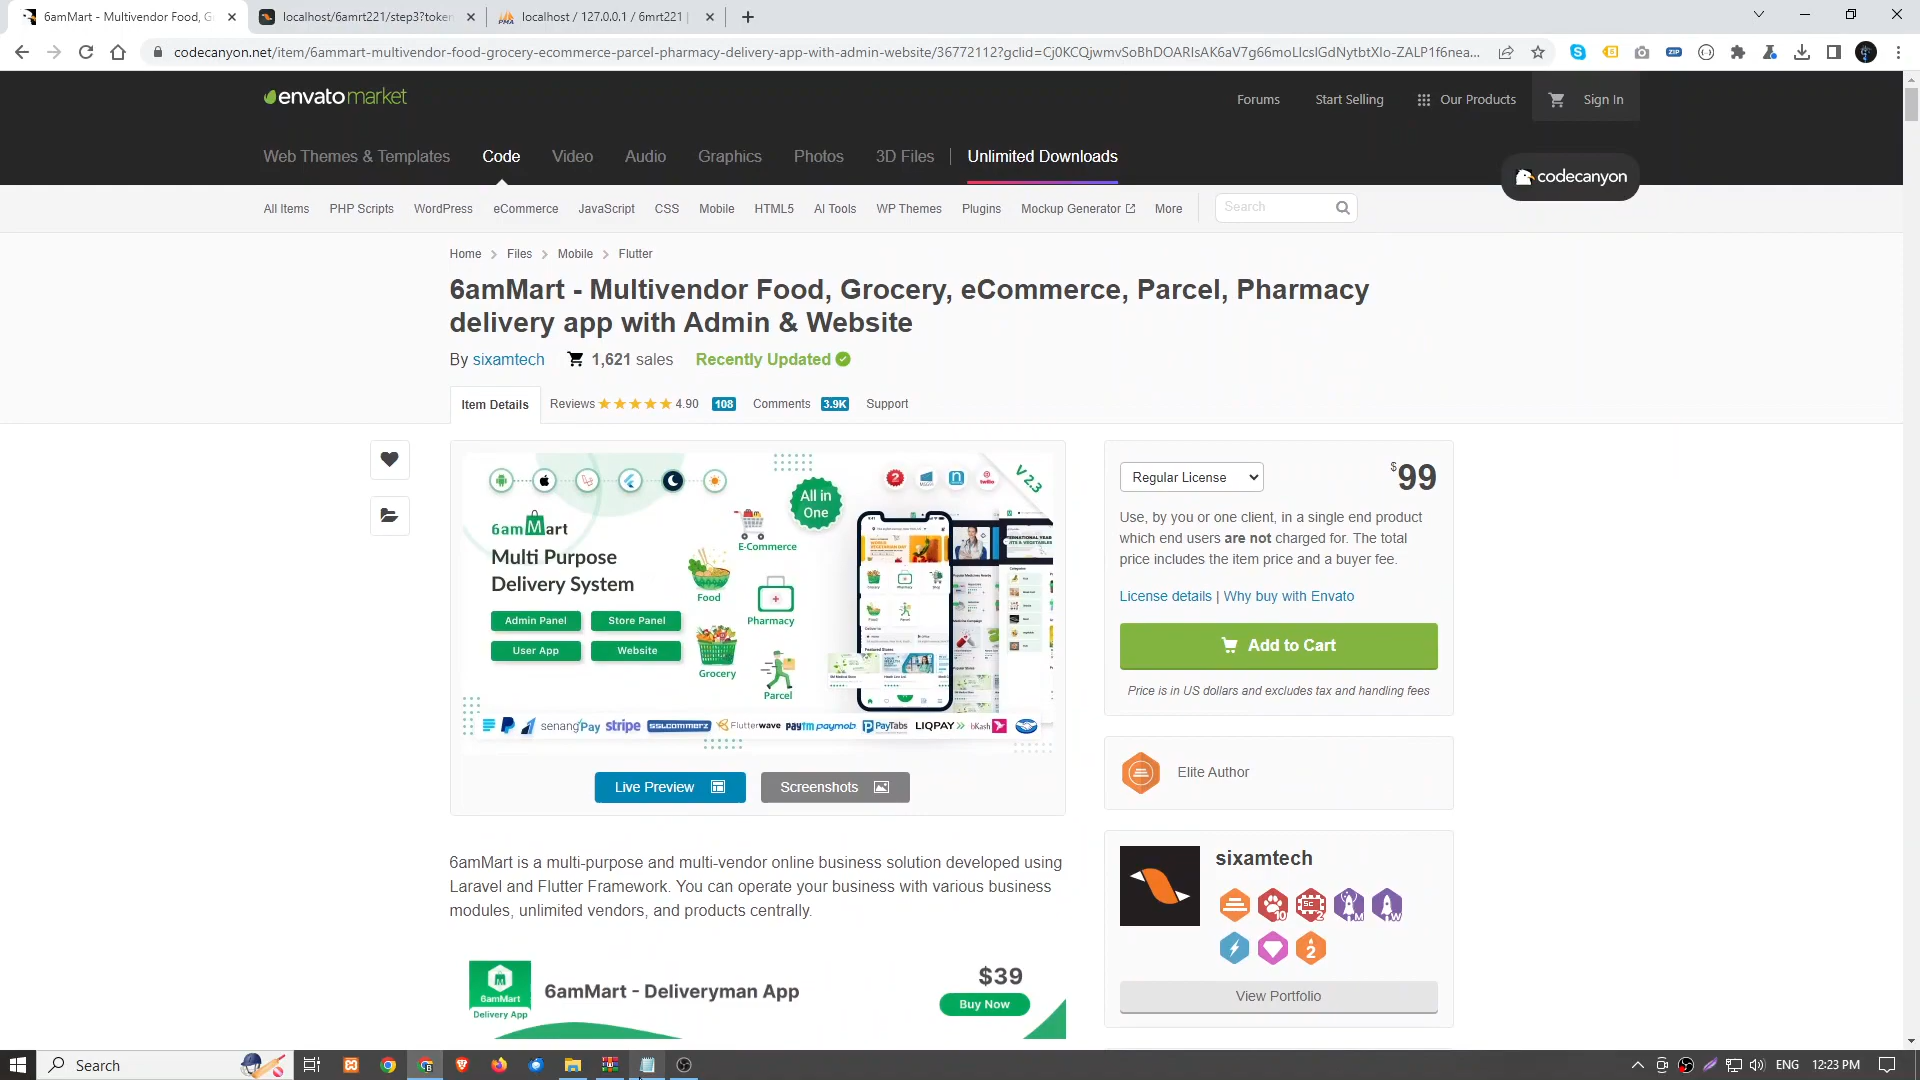 6amMart - Multivendor Food, G
localhost/6amrt221/step3?token
localhost / 127.0.0.1 / 6mrt221 |
codecanyon.net/item/6ammart-multivendor-food-grocery-ecommerce-parcel-pharmacy-delivery-app-with-admin-website/36772112?gclid=Cj0KCQjwmvSoBhDOARIsAK6aV7g66moLIcsIGdNytbtXlo-ZALP1f6nea...
envato market
Forums
Start Selling
Our Products
Sign In
Web Themes & Templates
Code
Video
Audio
Graphics
Photos
3D Files
Unlimited Downloads
codecanyon
All Items
PHP Scripts
WordPress
eCommerce
JavaScript
CSS
Mobile
HTML5
AI Tools
WP Themes
Plugins
Mockup Generator
More
Search
Home
Files
Mobile
Flutter
6amMart - Multivendor Food, Grocery, eCommerce, Parcel, Pharmacy
delivery app with Admin & Website
By sixamtech
1,621 sales
Recently Updated
Item Details
Reviews
4.90
108
Comments
3.9K
Support
V 2.3
All in
One
6amMart
Multi Purpose
Delivery System
Admin Panel
Store Panel
User App
Website
E-Commerce
Food
Pharmacy
Grocery
Parcel
senangPay
stripe
SSLCOMMERZ
Flutterwave
paytm
paymob
PayTabs
LIQPAY
bKash
Live Preview
Screenshots
6amMart is a multi-purpose and multi-vendor online business solution developed using
Laravel and Flutter Framework. You can operate your business with various business
modules, unlimited vendors, and products centrally.
6amMart
Delivery App
6amMart - Deliveryman App
$39
Buy Now
Regular License
$99
Use, by you or one client, in a single end product
which end users are not charged for. The total
price includes the item price and a buyer fee.
License details | Why buy with Envato
Add to Cart
Price is in US dollars and excludes tax and handling fees
Elite Author
sixamtech
View Portfolio
Search
ENG
12:23 PM